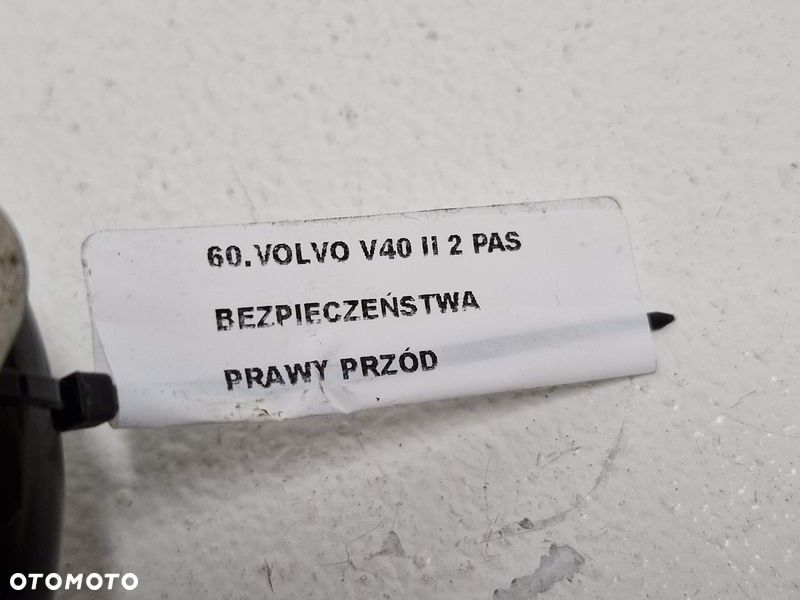 60.VOLVO V40 II 2 PAS
BEZPIECZEŃSTWA
PRAWY PRZÓD
OTOMOTO